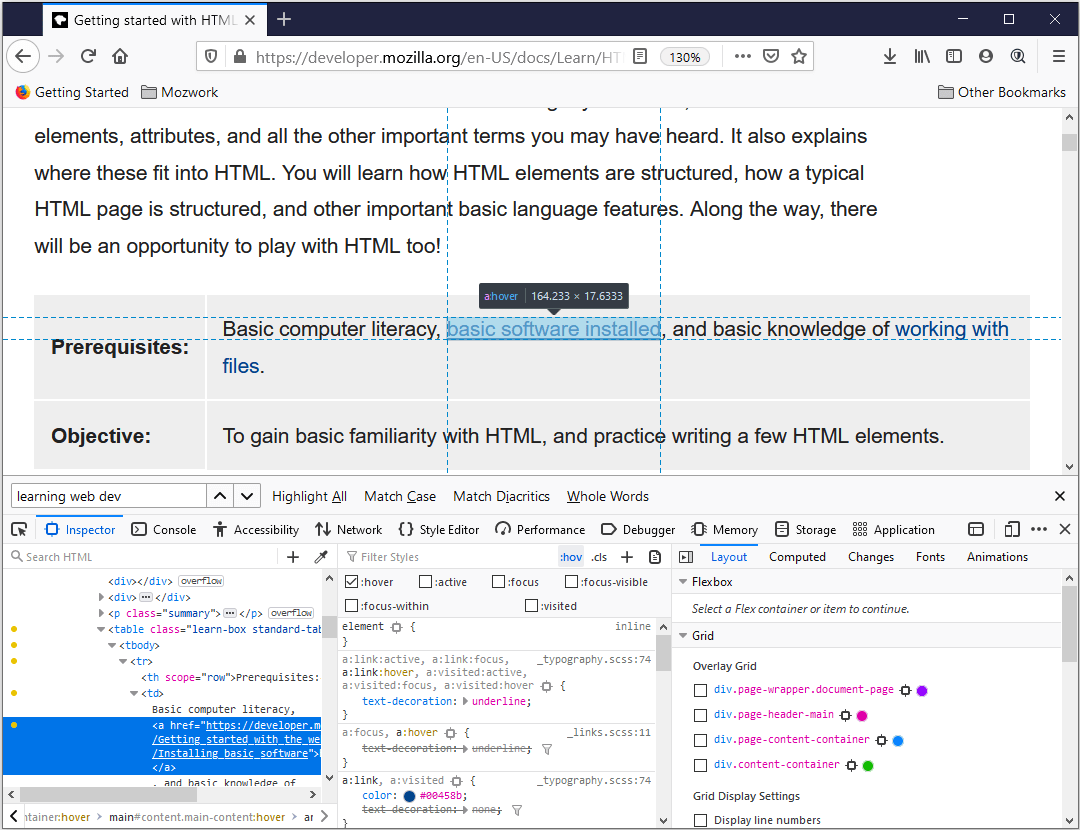 Getting started with HTML
https://developer.mozilla.org/en-US/docs/Learn/HT
130%
Getting Started
Mozwork
Other Bookmarks
elements, attributes, and all the other important terms you may have heard. It also explains
where these fit into HTML. You will learn how HTML elements are structured, how a typical
HTML page is structured, and other important basic language features. Along the way, there
will be an opportunity to play with HTML too!
a:hover 164.233 × 17.6333
Prerequisites:
Basic computer literacy, basic software installed, and basic knowledge of working with
files.
Objective:
To gain basic familiarity with HTML, and practice writing a few HTML elements.
learning web dev
Highlight All
Match Case
Match Diacritics
Whole Words
Inspector
Console
Accessibility
Network
Style Editor
Performance
Debugger
Memory
Storage
Application
Search HTML
<div></div> overflow
<div></div>
<p class="summary"></p> overflow
<table class="learn-box standard-tab
<tbody>
<tr>
<th scope="row">Prerequisites:
<td>
Basic computer literacy,
<a href="https://developer.m
/Getting_started_with_the_we
/Installing_basic_software">
</a>
, and basic knowledge of
ntainer:hover > main#content.main-content:hover > ar
Filter Styles
:hov .cls
:hover
:active
:focus
:focus-visible
:focus-within
:visited
element { inline
}
a:link:active, a:link:focus, _typography.scss:74
a:link:hover, a:visited:active,
a:visited:focus, a:visited:hover {
text-decoration: underline;
}
a:focus, a:hover { _links.scss:11
text-decoration: underline;
}
a:link, a:visited { _typography.scss:74
color: #00458b;
text-decoration: none;
}
Layout
Computed
Changes
Fonts
Animations
Flexbox
Select a Flex container or item to continue.
Grid
Overlay Grid
div.page-wrapper.document-page
div.page-header-main
div.page-content-container
div.content-container
Grid Display Settings
Display line numbers